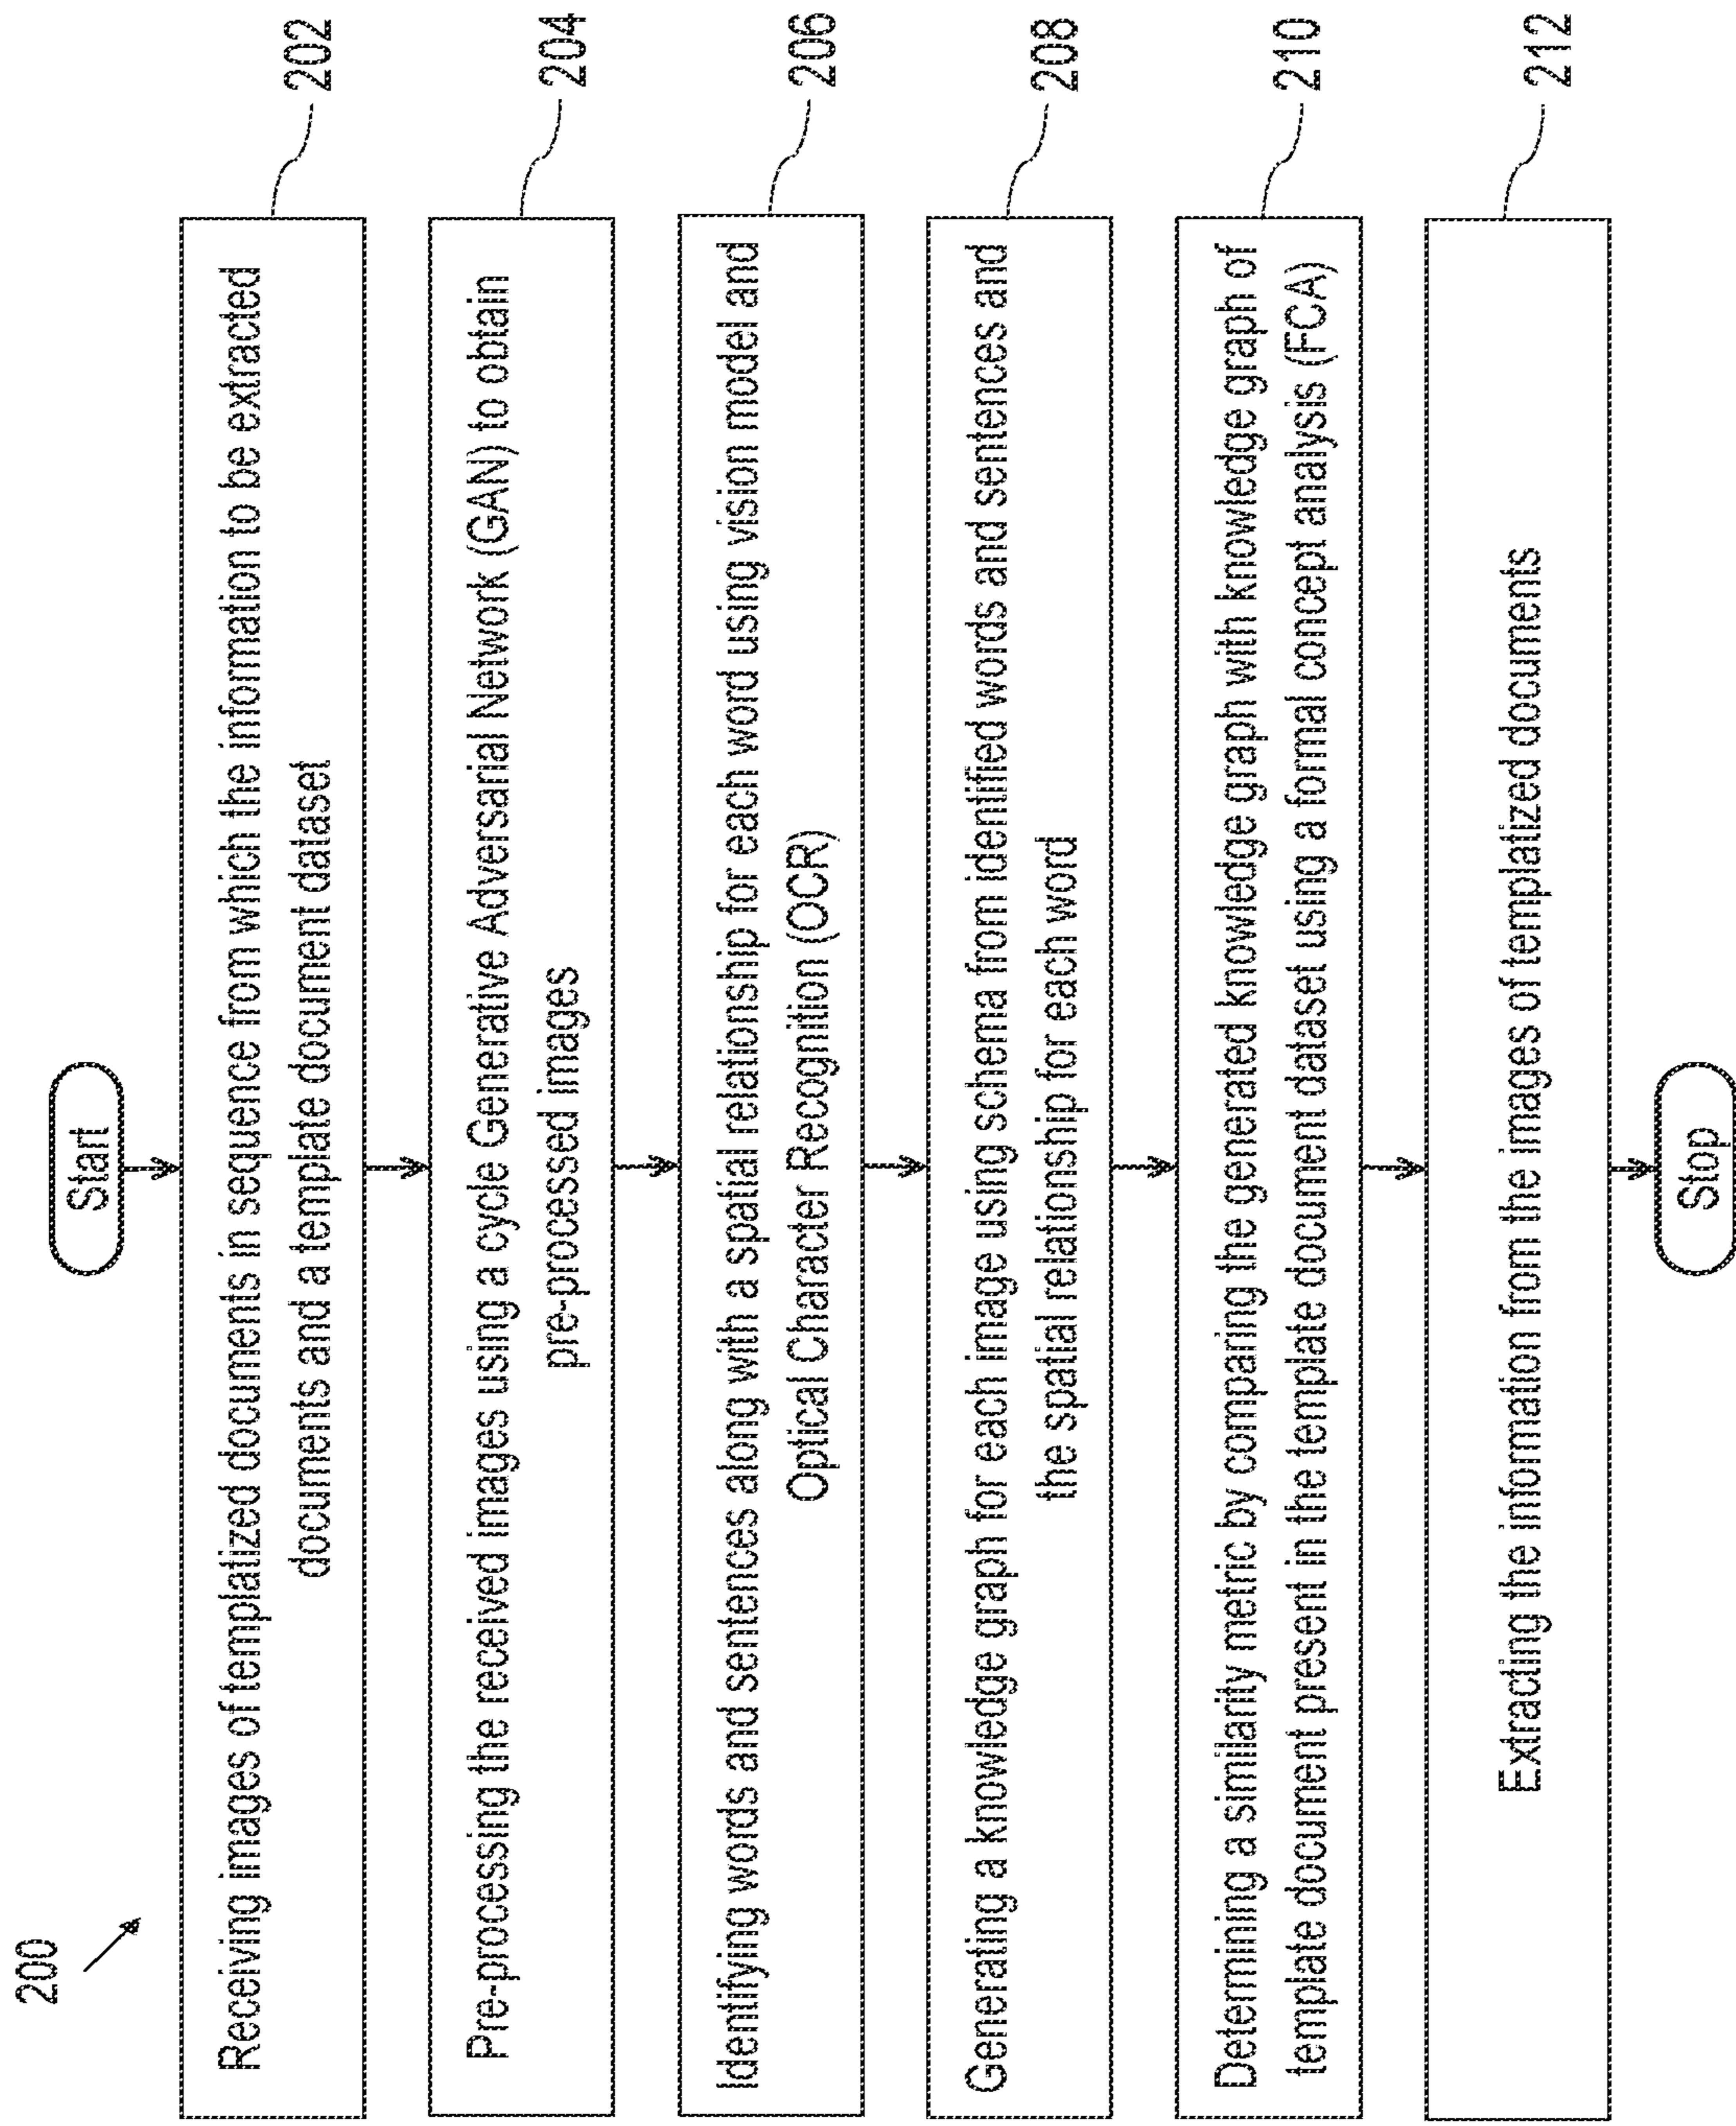 200
Start
Receiving images of templatized documents in sequence from which the information to be extracted
documents and a template document dataset
202
Pre-processing the received images using a cycle Generative Adversarial Network (GAN) to obtain
pre-processed images
204
Identifying words and sentences along with a spatial relationship for each word using vision model and
Optical Character Recognition (OCR)
206
Generating a knowledge graph for each image using schema from identified words and sentences and
the spatial relationship for each word
208
Determining a similarity metric by comparing the generated knowledge graph with knowledge graph of
template document present in the template document dataset using a formal concept analysis (FCA)
210
Extracting the information from the images of templatized documents
212
Stop